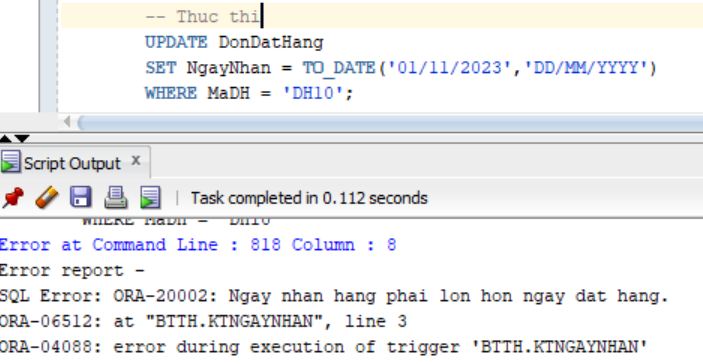 -- Thuc thi
UPDATE DonDatHang
SET NgayNhan = TO_DATE('01/11/2023','DD/MM/YYYY')
WHERE MaDH = 'DH10';
Script Output x
Task completed in 0.112 seconds
WHERE MaDH = 'DH10'
Error at Command Line : 818 Column : 8
Error report -
SQL Error: ORA-20002: Ngay nhan hang phai lon hon ngay dat hang.
ORA-06512: at "BTTH.KTNGAYNHAN", line 3
ORA-04088: error during execution of trigger 'BTTH.KTNGAYNHAN'